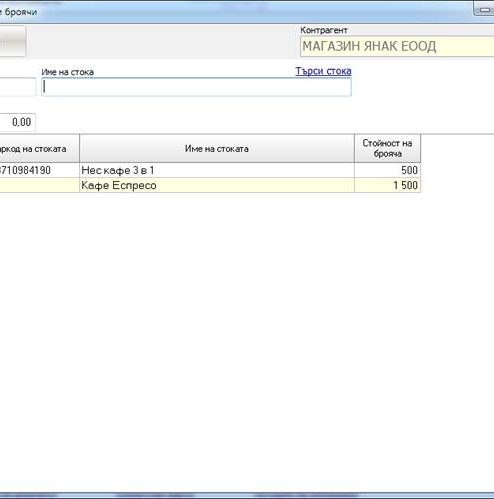 и броячи
Контрагент
МАГАЗИН ЯНАК ЕООД
Име на стока
Търси стока
0,00
аркод на стоката Име на стоката Стойност на
брояча
3710984190 Нес кафе 3 в 1 500
Кафе Еспресо 1 500